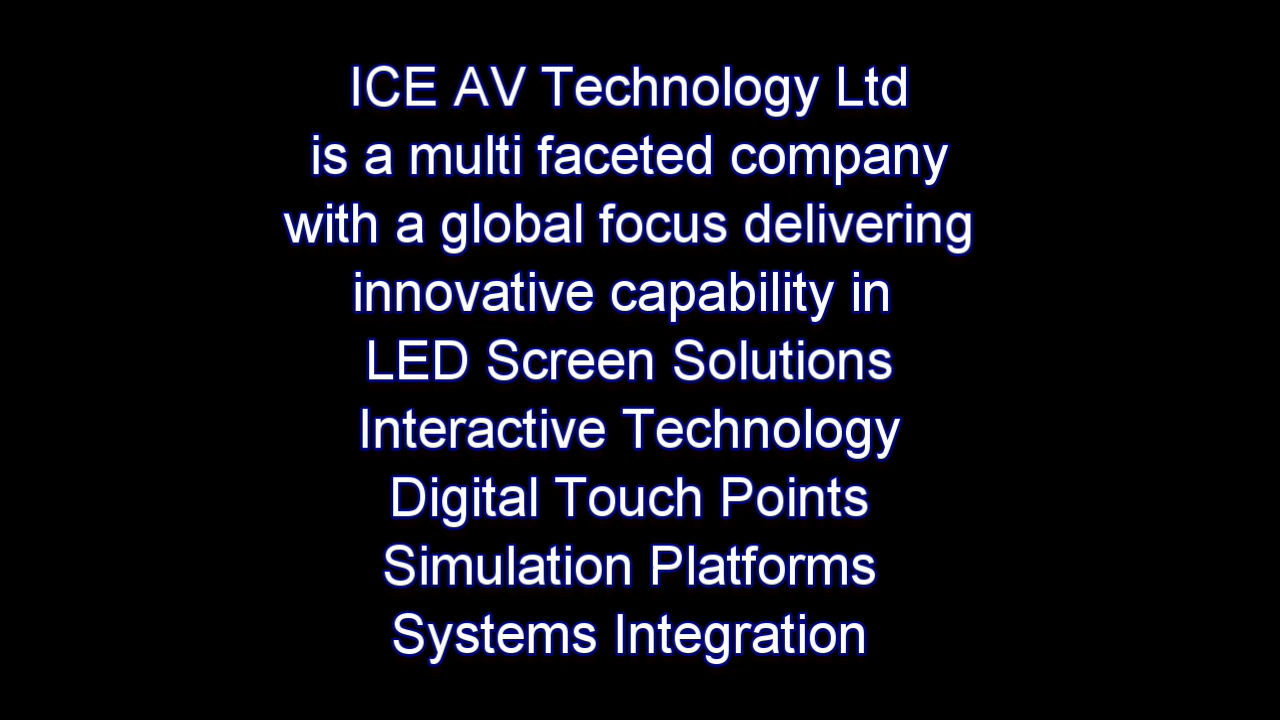 ICE AV Technology Ltd
is a multi faceted company
with a global focus delivering
innovative capability in
LED Screen Solutions
Interactive Technology
Digital Touch Points
Simulation Platforms
Systems Integration